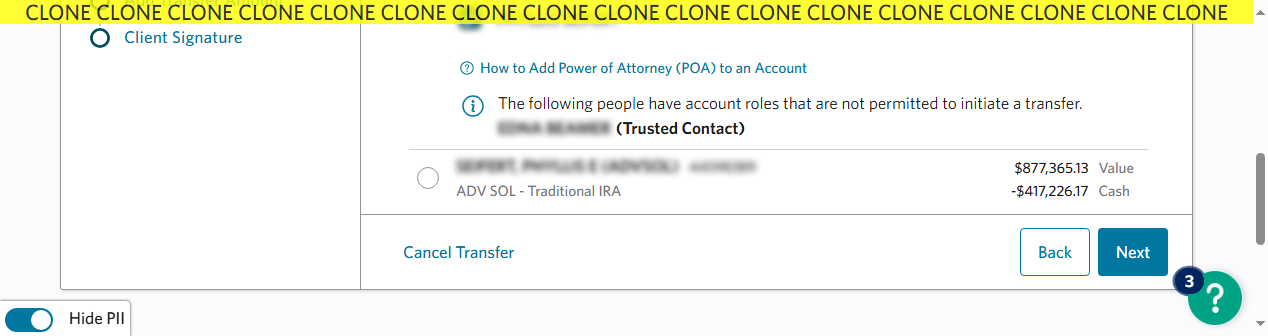 CLONE CLONE CLONE CLONE CLONE CLONE CLONE CLONE CLONE CLONE CLONE CLONE CLONE CLONE CLONE CLONE CLONE
Client Signature
How to Add Power of Attorney (POA) to an Account
The following people have account roles that are not permitted to initiate a transfer.
(Trusted Contact)
$877,365.13 Value
ADV SOL - Traditional IRA
-$417,226.17 Cash
Cancel Transfer
Back
Next
3
?
Hide PII